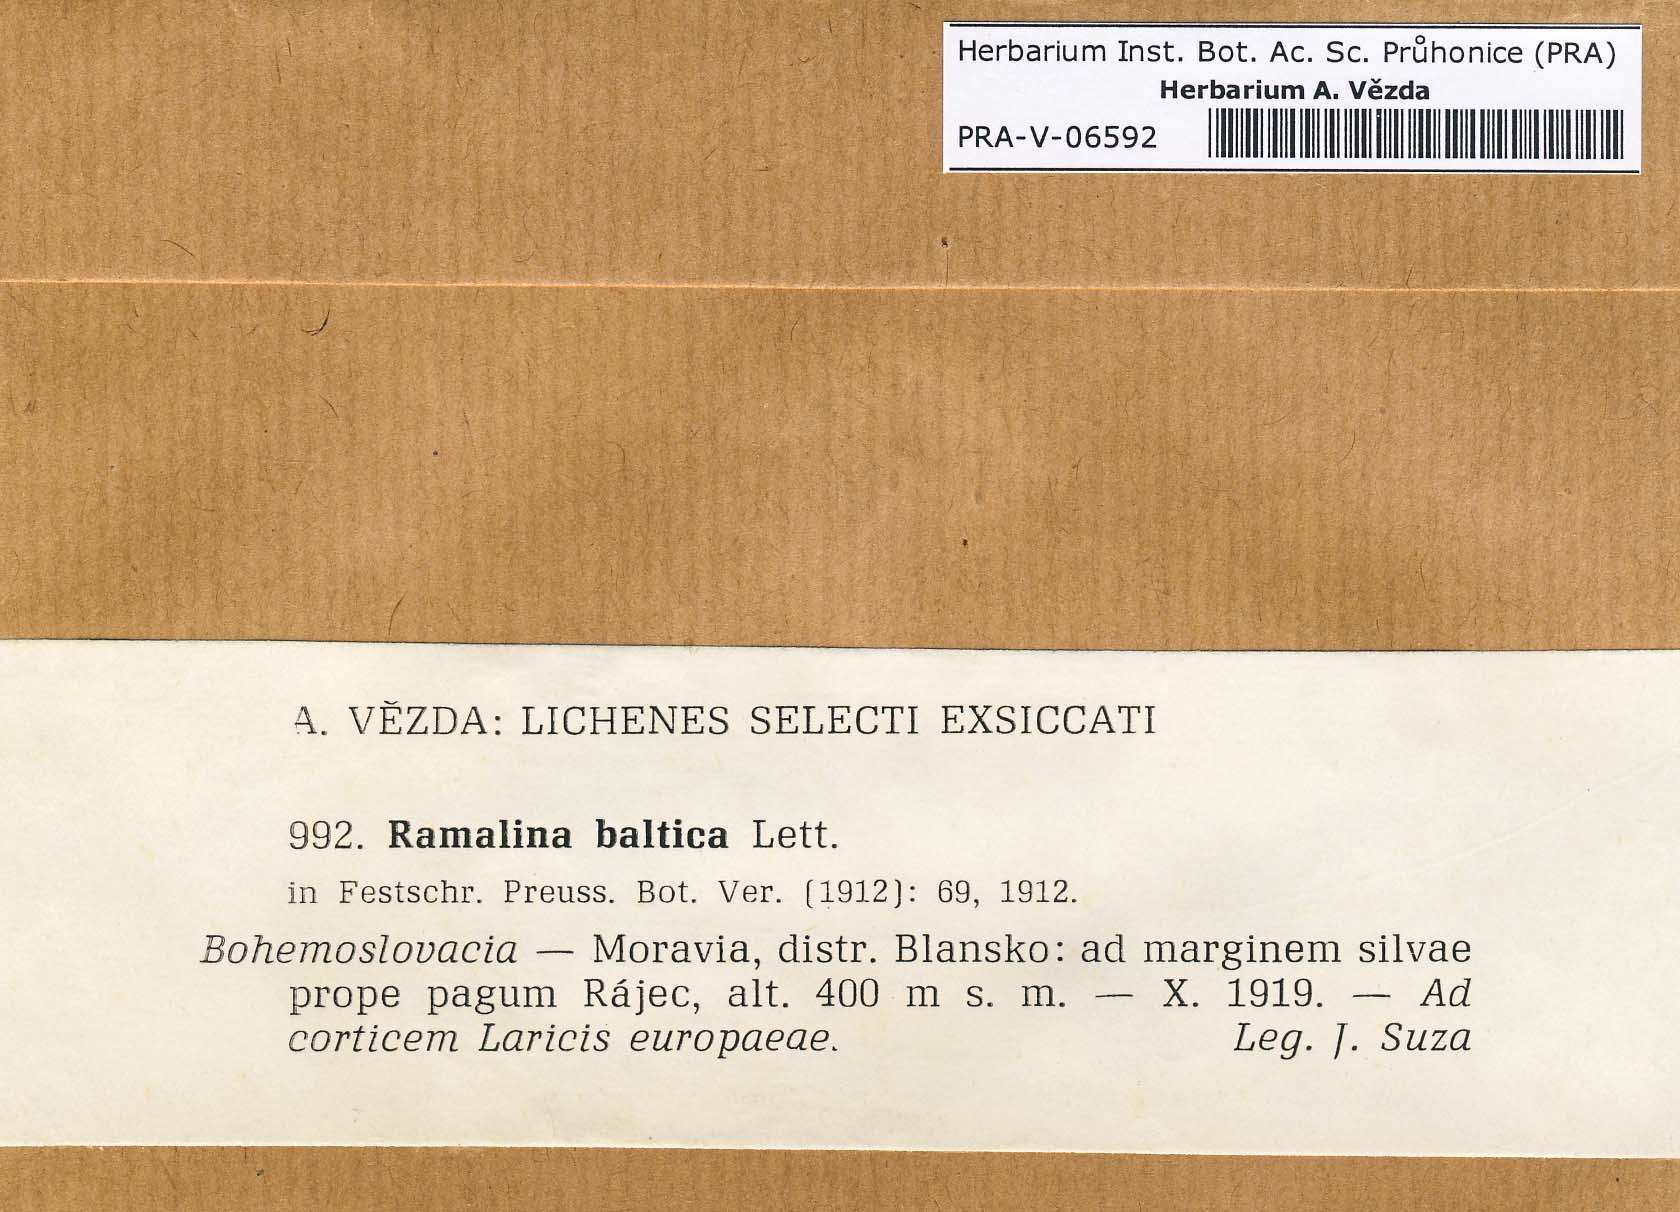 Herbarium Inst. Bot. Ac. Sc. Průhonice (PRA)
Herbarium A. Vězda
PRA-V-06592
A. VĚZDA: LICHENES SELECTI EXSICCATI
992. Ramalina baltica Lett.
in Festschr. Preuss. Bot. Ver. (1912): 69, 1912.
Bohemoslovacia — Moravia, distr. Blansko: ad marginem silvae
prope pagum Rájec, alt. 400 m s. m. — X. 1919. — Ad
corticem Laricis europaeae. Leg. J. Suza